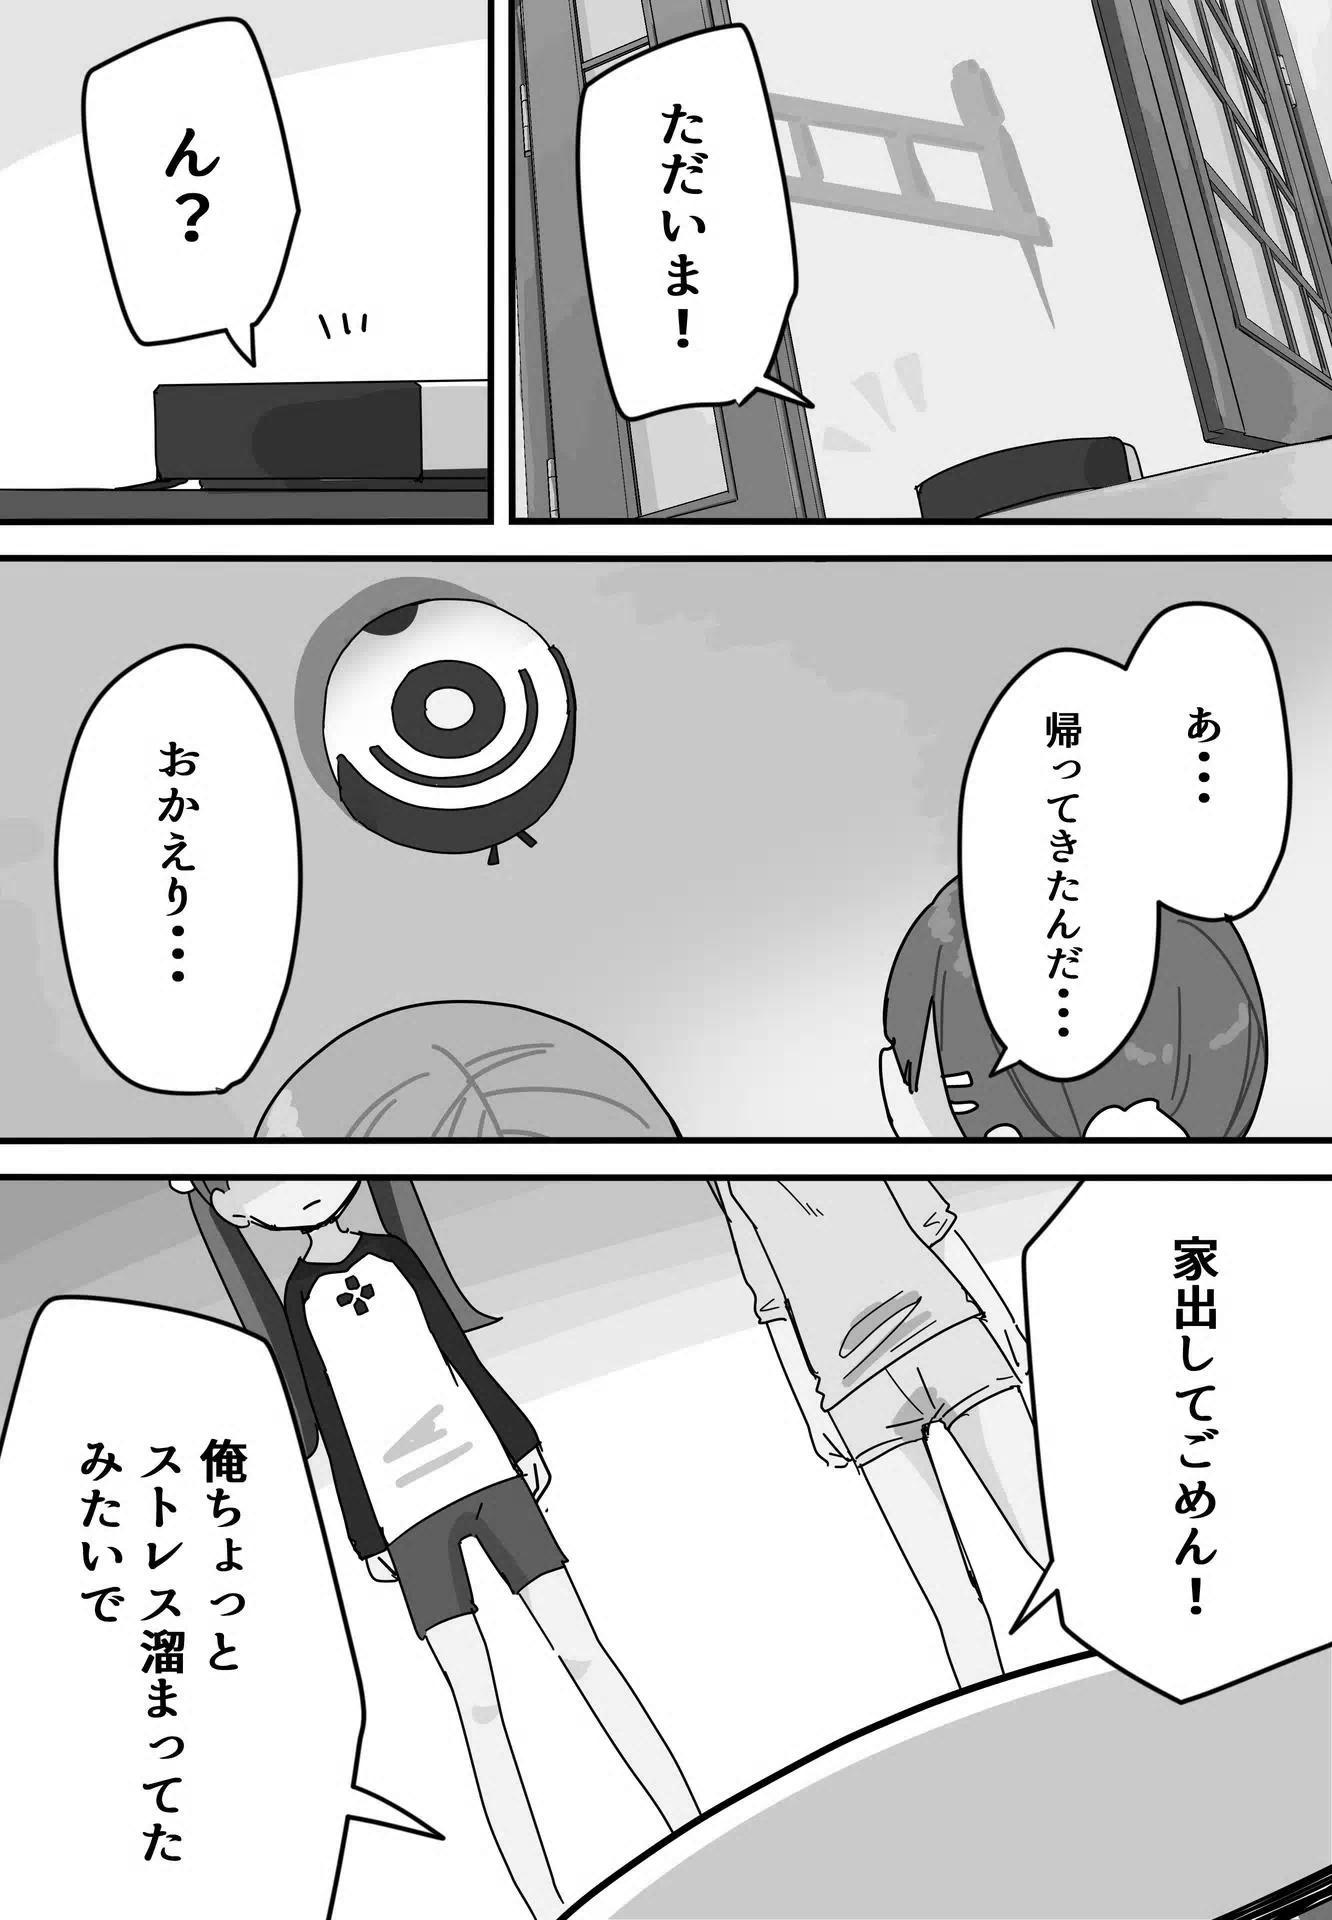 ただいま！
ん？
あ…
帰ってきたんだ…
おかえり…
家出してごめん！
俺ちょっと
ストレス溜まってた
みたいで